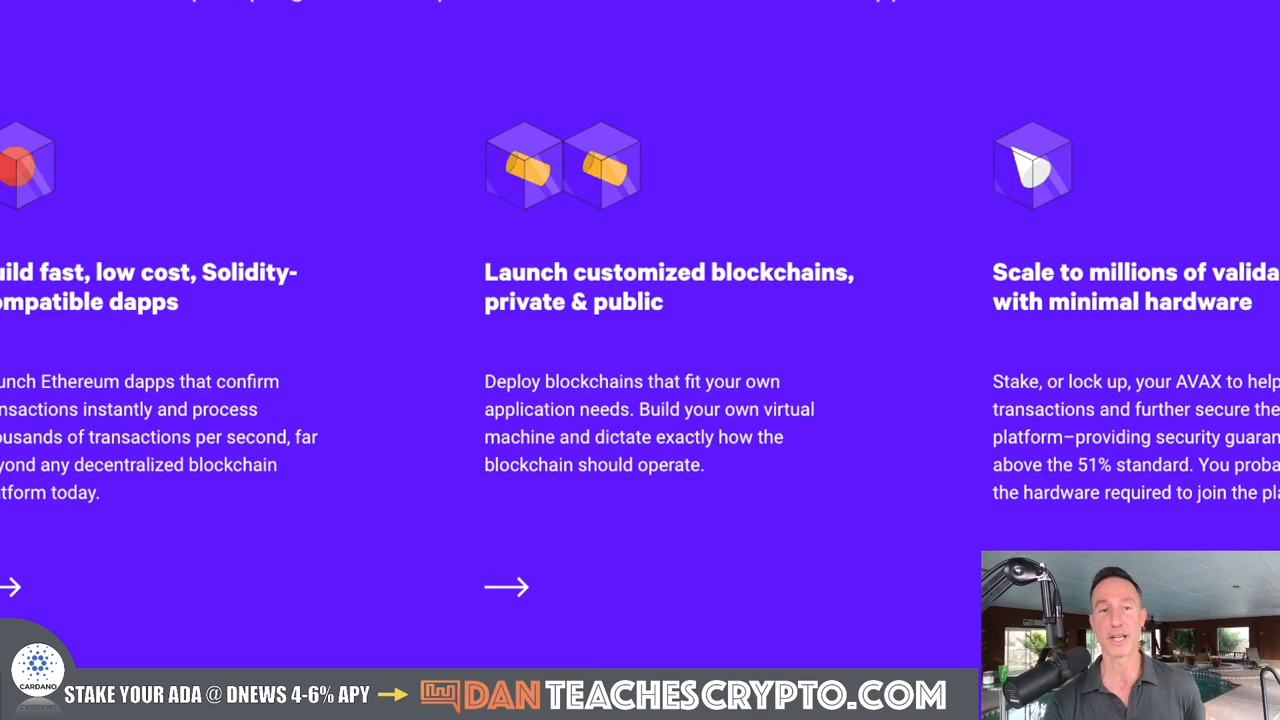 uild fast, low cost, Solidity-
ompatible dapps
unch Ethereum dapps that confirm
nsactions instantly and process
ousands of transactions per second, far
yond any decentralized blockchain
tform today.
Launch customized blockchains,
private & public
Deploy blockchains that fit your own
application needs. Build your own virtual
machine and dictate exactly how the
blockchain should operate.
Scale to millions of valida
with minimal hardware
Stake, or lock up, your AVAX to help
transactions and further secure the
platform–providing security guaran
above the 51% standard. You proba
the hardware required to join the pla
CARDANO
STAKE YOUR ADA @ DNEWS 4-6% APY
DANTEACHESCRYPTO.COM